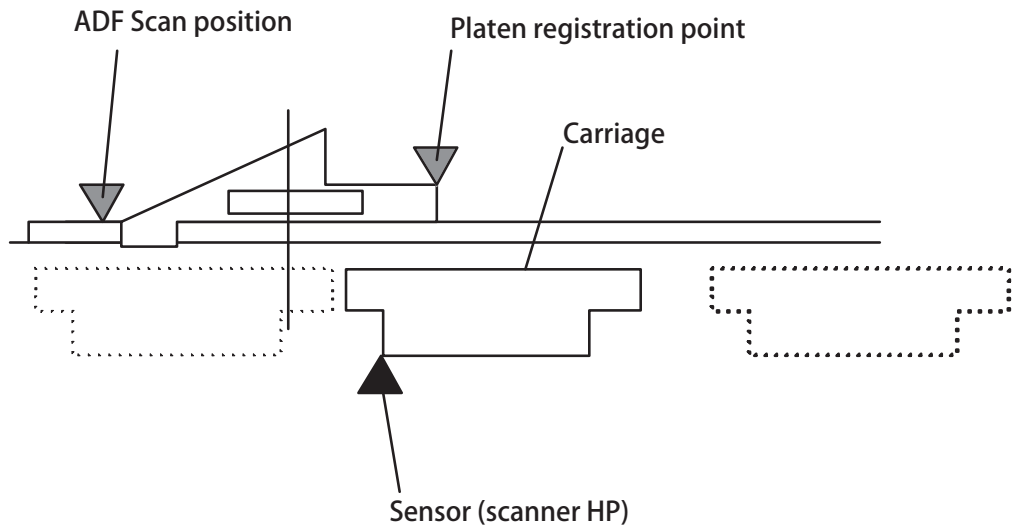 ADF Scan position
Platen registration point
Carriage
Sensor (scanner HP)